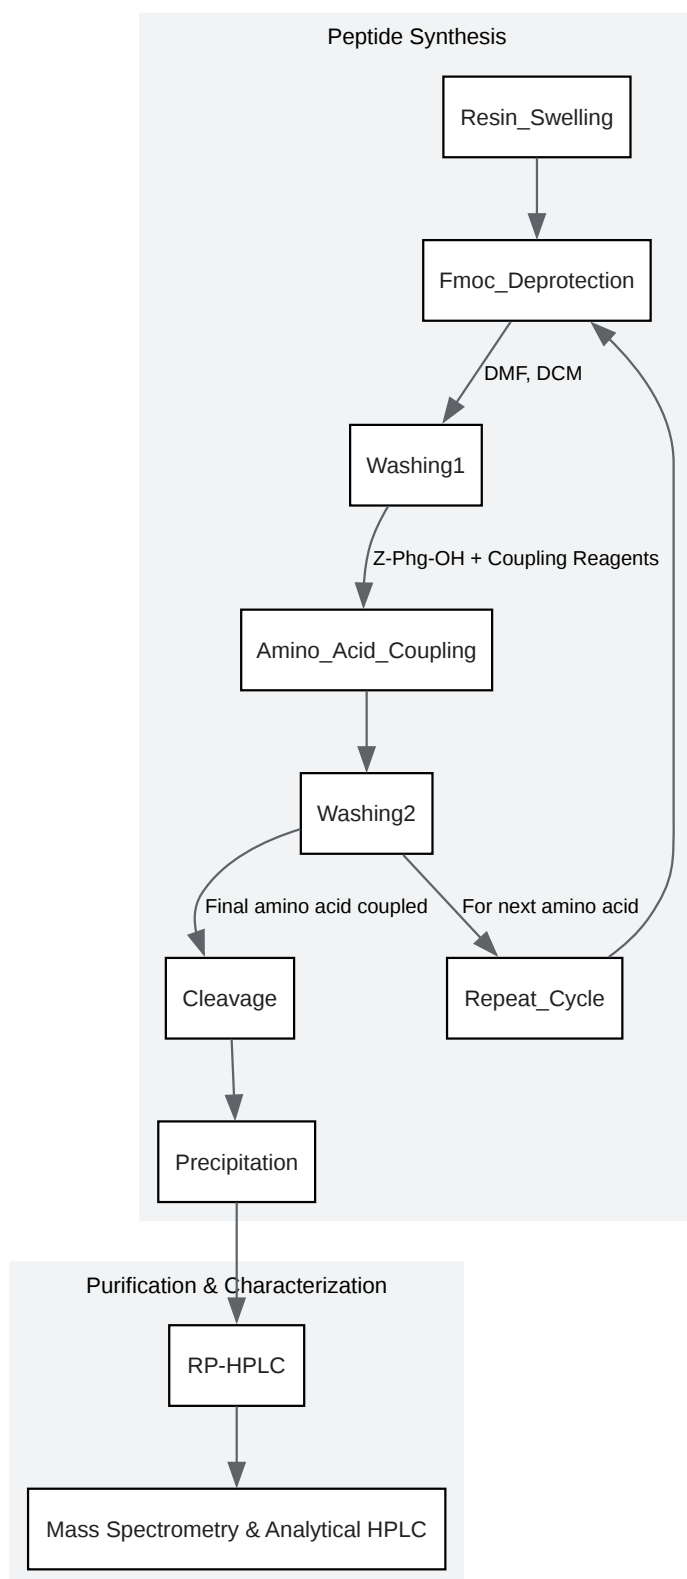 Peptide Synthesis
Resin_Swelling
Fmoc_Deprotection
DMF, DCM
Washing1
Z-Phg-OH + Coupling Reagents
Amino_Acid_Coupling
Washing2
Final amino acid coupled
For next amino acid
Cleavage
Repeat_Cycle
Precipitation
Purification & Characterization
RP-HPLC
Mass Spectrometry & Analytical HPLC